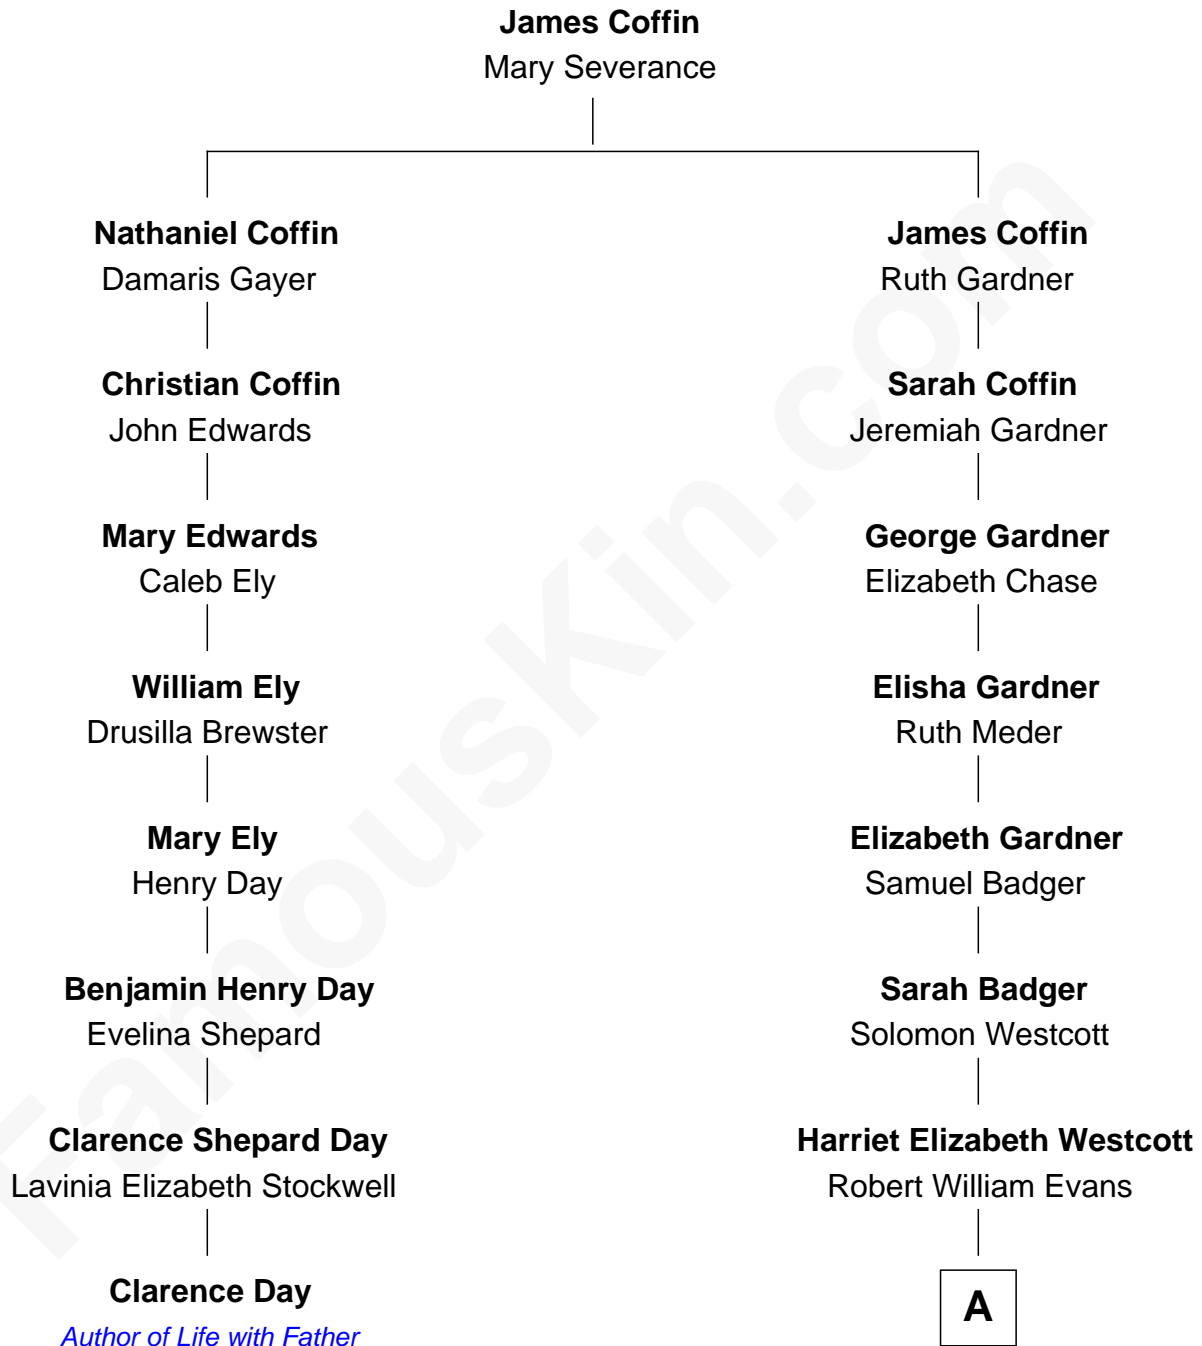 James Coffin
Mary Severance
Nathaniel Coffin
Damaris Gayer
Christian Coffin
John Edwards
Mary Edwards
Caleb Ely
William Ely
Drusilla Brewster
Mary Ely
Henry Day
Benjamin Henry Day
Evelina Shepard
Clarence Shepard Day
Lavinia Elizabeth Stockwell
Clarence Day
Author of Life with Father
James Coffin
Ruth Gardner
Sarah Coffin
Jeremiah Gardner
George Gardner
Elizabeth Chase
Elisha Gardner
Ruth Meder
Elizabeth Gardner
Samuel Badger
Sarah Badger
Solomon Westcott
Harriet Elizabeth Westcott
Robert William Evans
A
FamousKin.com